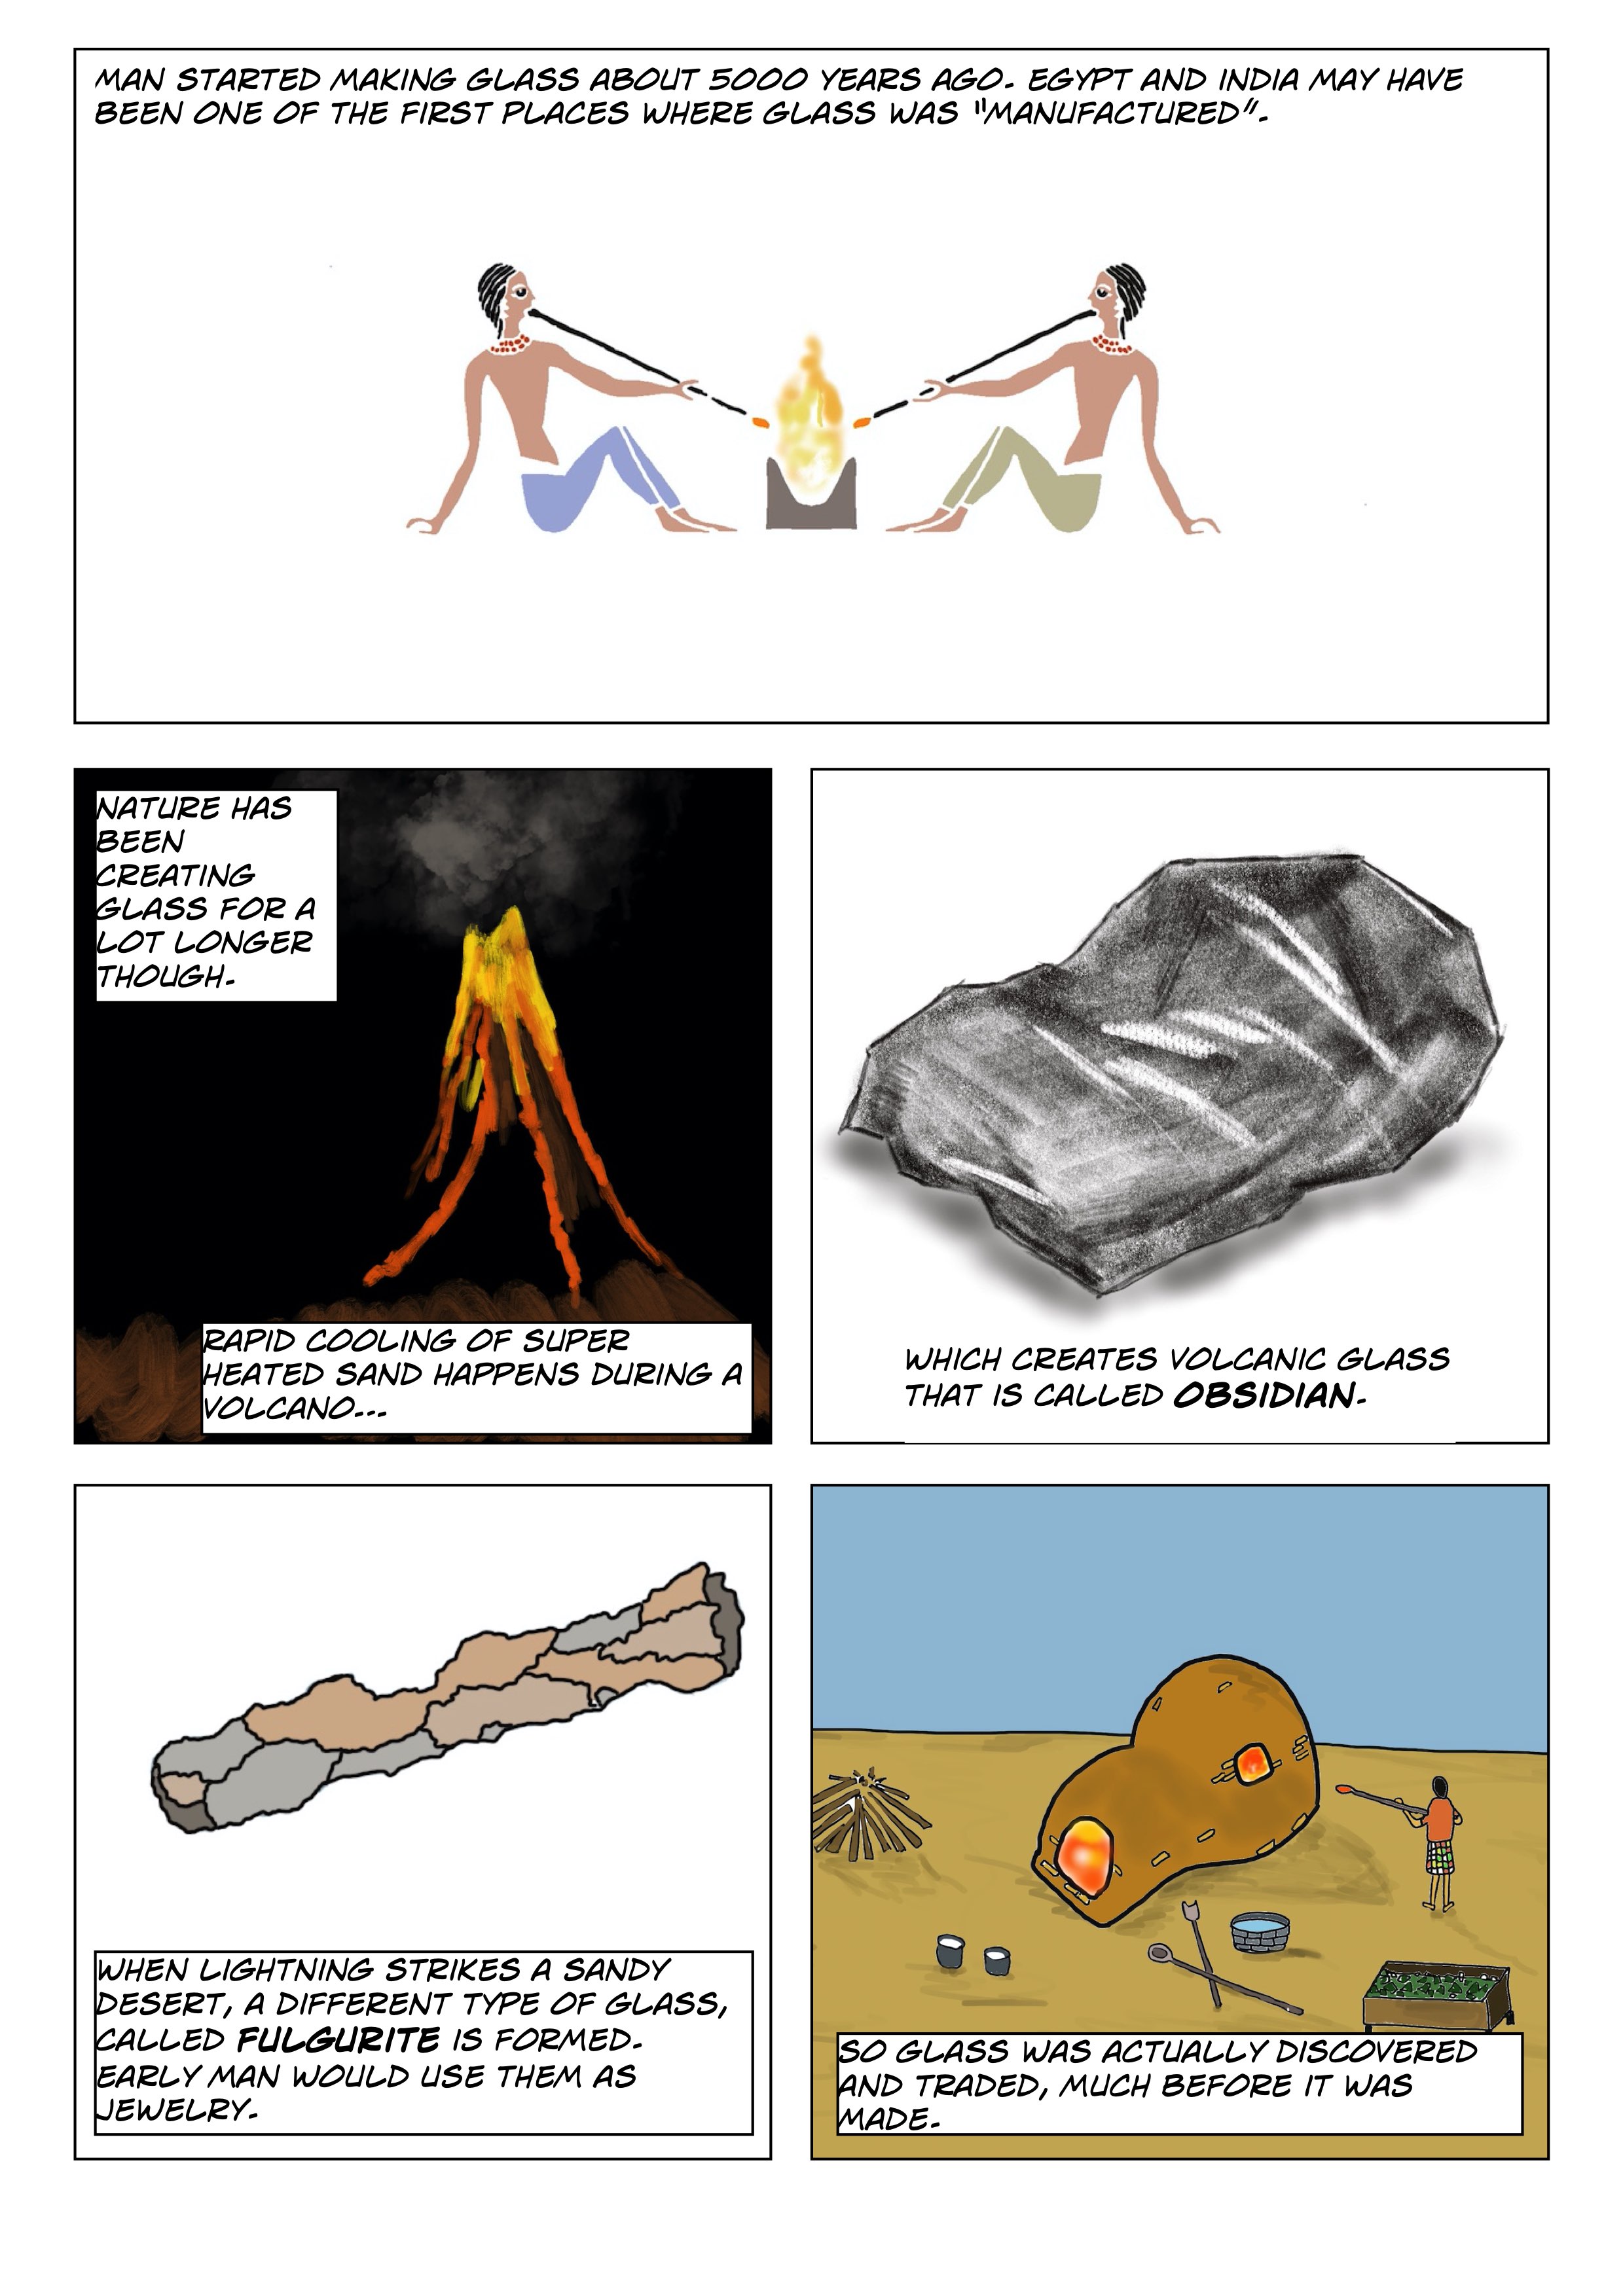 MAN STARTED MAKING GLASS ABOUT 5000 YEARS AGO. EGYPT AND INDIA MAY HAVE
BEEN ONE OF THE FIRST PLACES WHERE GLASS WAS "MANUFACTURED".
NATURE HAS
BEEN
CREATING
GLASS FOR A
LOT LONGER
THOUGH.
RAPID COOLING OF SUPER
HEATED SAND HAPPENS DURING A
VOLCANO...
WHICH CREATES VOLCANIC GLASS
THAT IS CALLED OBSIDIAN.
WHEN LIGHTNING STRIKES A SANDY
DESERT, A DIFFERENT TYPE OF GLASS,
CALLED FULGURITE IS FORMED.
EARLY MAN WOULD USE THEM AS
JEWELRY.
SO GLASS WAS ACTUALLY DISCOVERED
AND TRADED, MUCH BEFORE IT WAS
MADE.